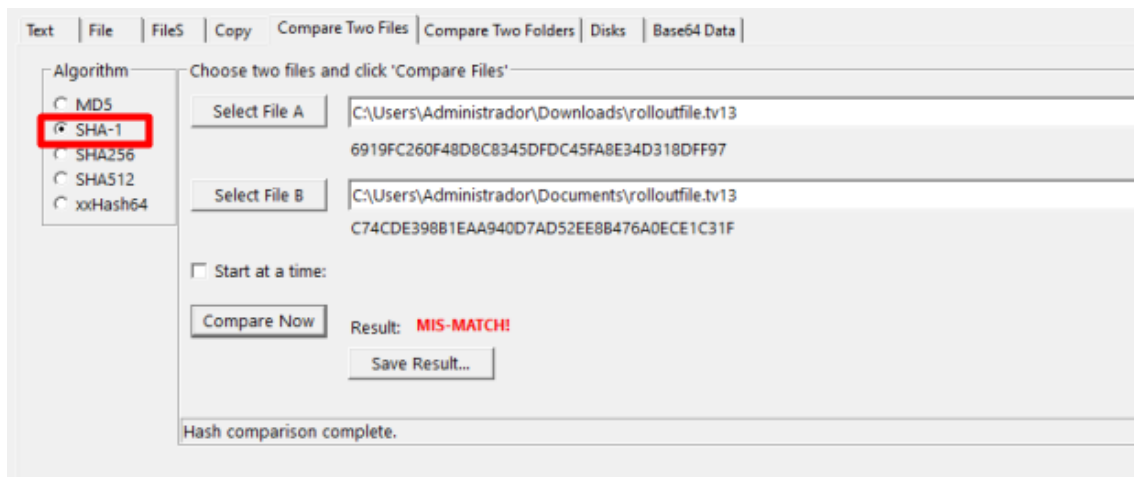 Text File FileS Copy Compare Two Files Compare Two Folders Disks Base64 Data
Algorithm
MD5
SHA-1
SHA256
SHA512
xxHash64
Choose two files and click 'Compare Files'
Select File A C:\Users\Administrador\Downloads\rolloutfile.tv13
6919FC260F48D8C8345DFDC45FA8E34D318DFF97
Select File B C:\Users\Administrador\Documents\rolloutfile.tv13
C74CDE398B1EAA940D7AD52EE8B476A0ECE1C31F
Start at a time:
Compare Now Result: MIS-MATCH!
Save Result...
Hash comparison complete.